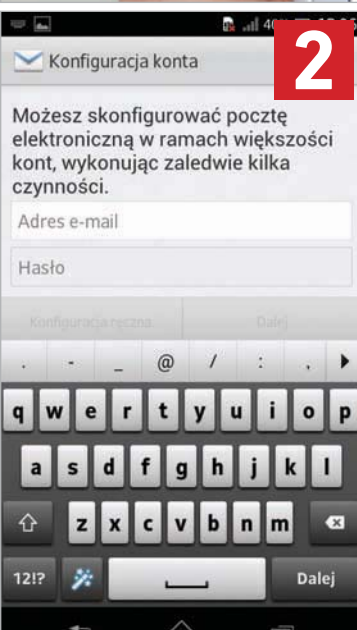 2
Konfiguracja konta
Możesz skonfigurować pocztę
elektroniczną w ramach większości
kont, wykonując zaledwie kilka
czynności.
Adres e-mail
Hasło
Konfiguracja ręczna Dalej
. - _ @ / : ,
q w e r t y u i o p
a s d f g h j k l
z x c v b n m
12!? Dalej